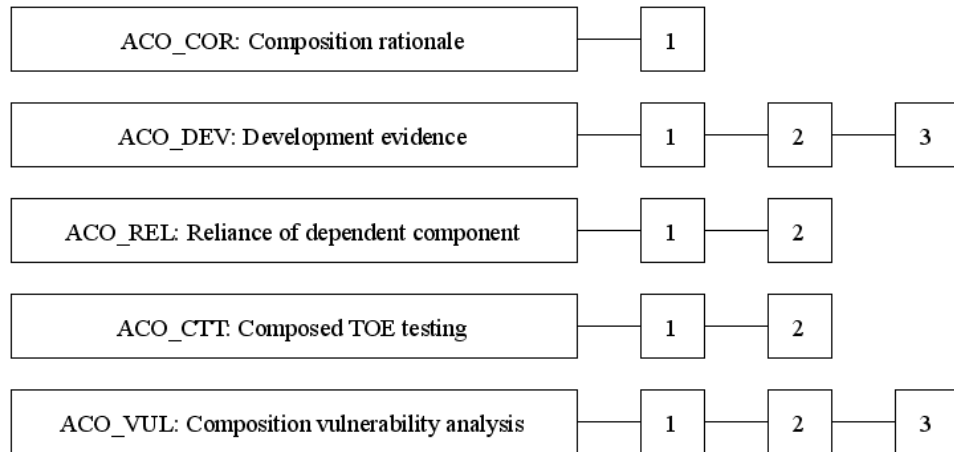 ACO_COR: Composition rationale 1
ACO_DEV: Development evidence 1 2 3
ACO_REL: Reliance of dependent component 1 2
ACO_CTT: Composed TOE testing 1 2
ACO_VUL: Composition vulnerability analysis 1 2 3